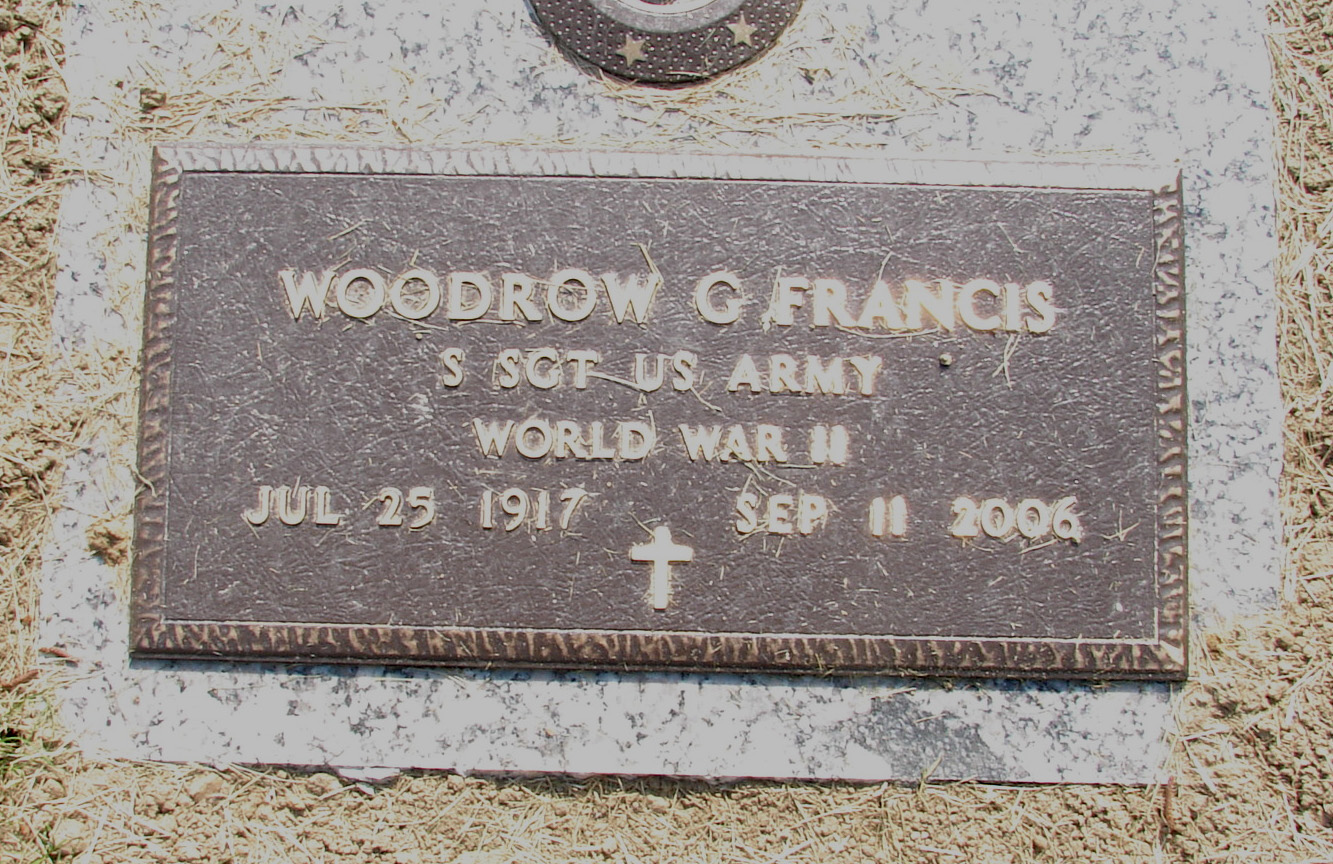 WOODROW G FRANCIS
S SGT US ARMY
WORLD WAR II
JUL 25 1917 SEP 11 2006